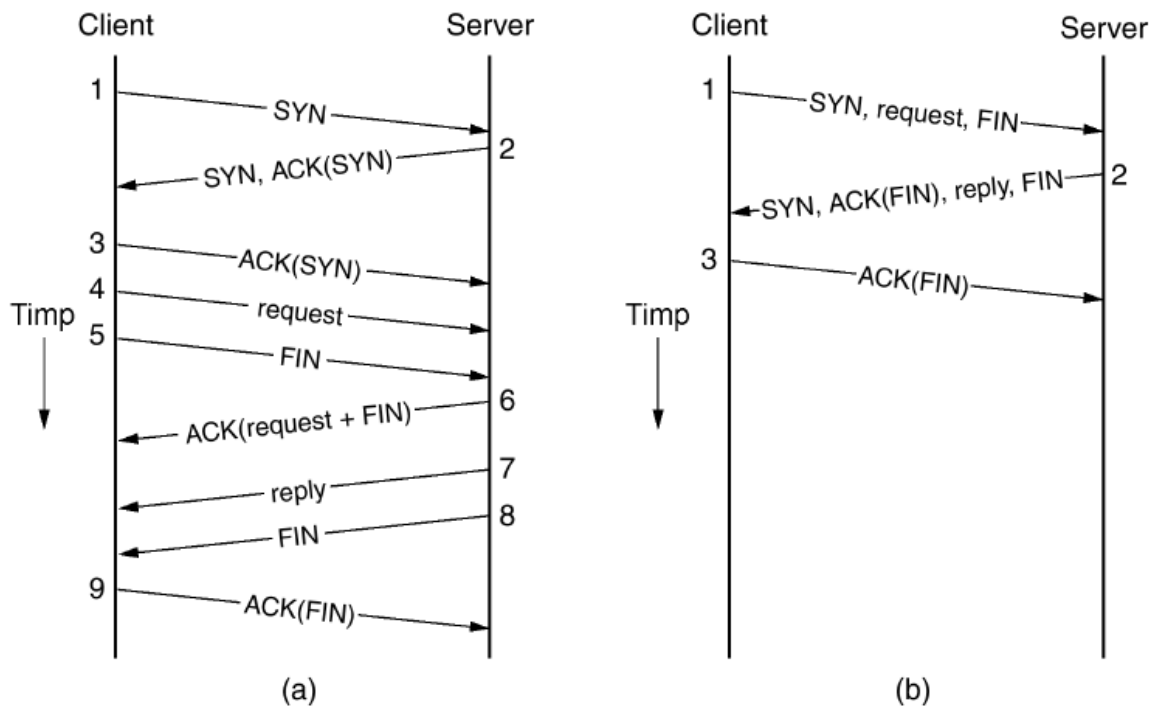 Client
Server
1
SYN
2
SYN, ACK(SYN)
3
ACK(SYN)
4
request
Timp
5
FIN
6
ACK(request + FIN)
7
reply
8
FIN
9
ACK(FIN)
(a)
Client
Server
1
SYN, request, FIN
2
SYN, ACK(FIN), reply, FIN
3
ACK(FIN)
Timp
(b)